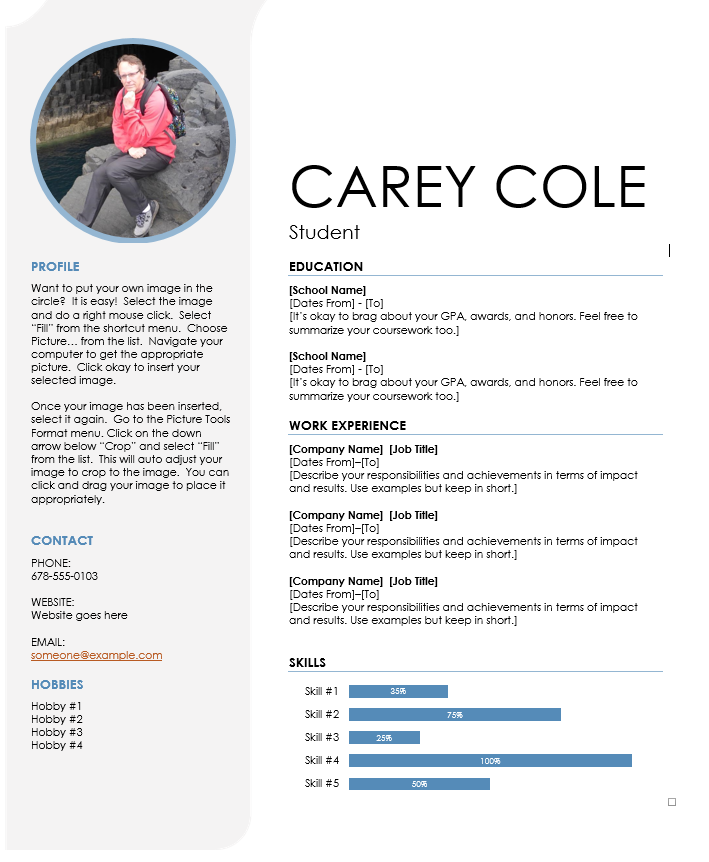 CAREY COLE
Student
PROFILE
Want to put your own image in the
circle?  It is easy!  Select the image
and do a right mouse click.  Select
“Fill” from the shortcut menu.  Choose
Picture… from the list.  Navigate your
computer to get the appropriate
picture.  Click okay to insert your
selected image.
Once your image has been inserted,
select it again.  Go to the Picture Tools
Format menu. Click on the down
arrow below “Crop” and select “Fill”
from the list.  This will auto adjust your
image to crop to the image.  You can
click and drag your image to place it
appropriately.
CONTACT
PHONE:
678-555-0103
WEBSITE:
Website goes here
EMAIL:
someone@example.com
HOBBIES
Hobby #1
Hobby #2
Hobby #3
Hobby #4
EDUCATION
[School Name]
[Dates From] - [To]
[It’s okay to brag about your GPA, awards, and honors. Feel free to
summarize your coursework too.]
[School Name]
[Dates From] - [To]
[It’s okay to brag about your GPA, awards, and honors. Feel free to
summarize your coursework too.]
WORK EXPERIENCE
[Company Name]  [Job Title]
[Dates From]–[To]
[Describe your responsibilities and achievements in terms of impact
and results. Use examples but keep in short.]
[Company Name]  [Job Title]
[Dates From]–[To]
[Describe your responsibilities and achievements in terms of impact
and results. Use examples but keep in short.]
[Company Name]  [Job Title]
[Dates From]–[To]
[Describe your responsibilities and achievements in terms of impact
and results. Use examples but keep in short.]
SKILLS
Skill #1 35%
Skill #2 75%
Skill #3 25%
Skill #4 100%
Skill #5 50%